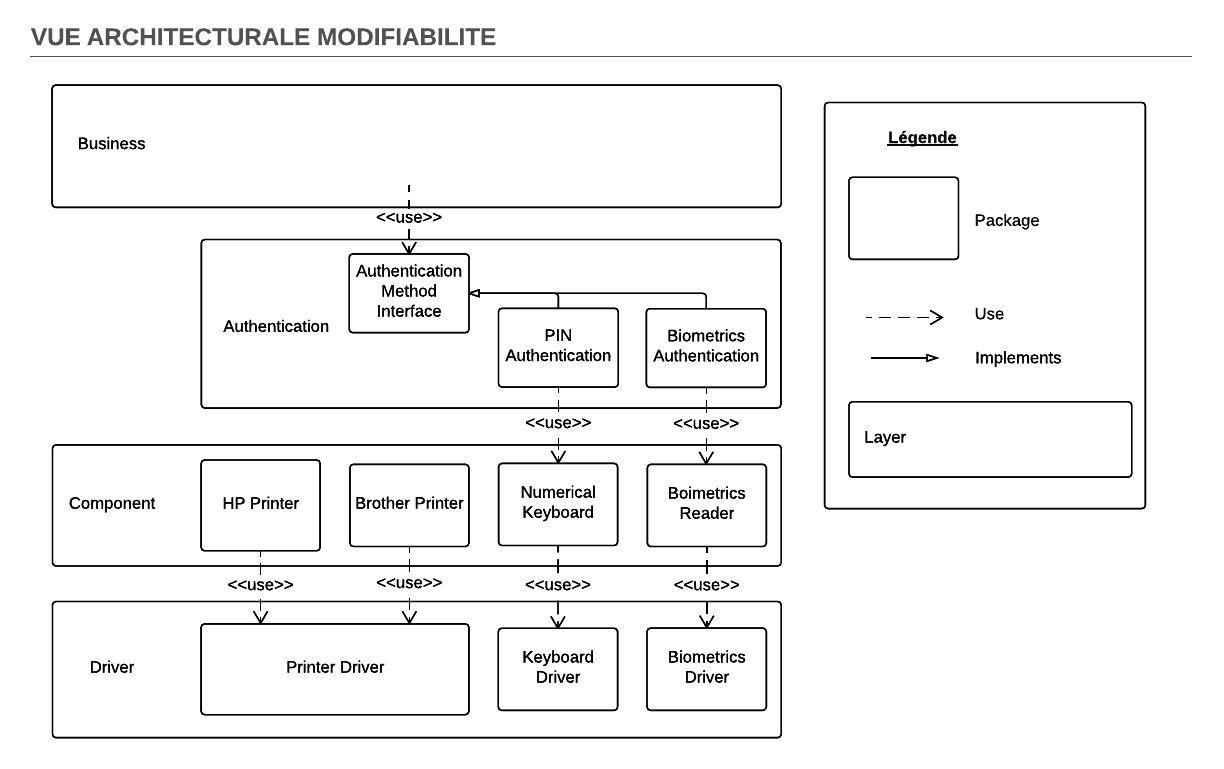 VUE ARCHITECTURALE MODIFIABILITE
Business
<<use>>
Authentication
Method
Interface
Authentication
PIN
Authentication
Biometrics
Authentication
<<use>>
<<use>>
Component
HP Printer
Brother Printer
Numerical
Keyboard
Boimetrics
Reader
<<use>>
<<use>>
<<use>>
<<use>>
Driver
Printer Driver
Keyboard
Driver
Biometrics
Driver
Légende
Package
Use
Implements
Layer